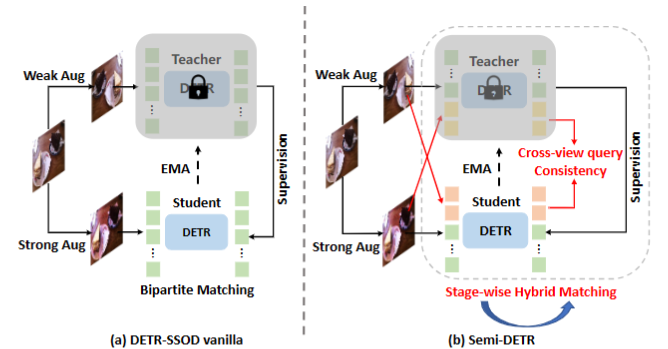 Weak Aug
Teacher
DETR
EMA
Supervision
Student
DETR
Strong Aug
Bipartite Matching
(a) DETR-SSOD vanilla
Weak Aug
Teacher
DETR
EMA
Cross-view query
Consistency
Supervision
Student
DETR
Strong Aug
Stage-wise Hybrid Matching
(b) Semi-DETR